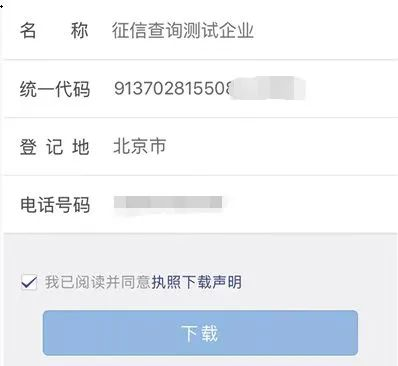 名称 征信查询测试企业
统一代码 913702815508
登记地 北京市
电话号码
我已阅读并同意执照下载声明
下载